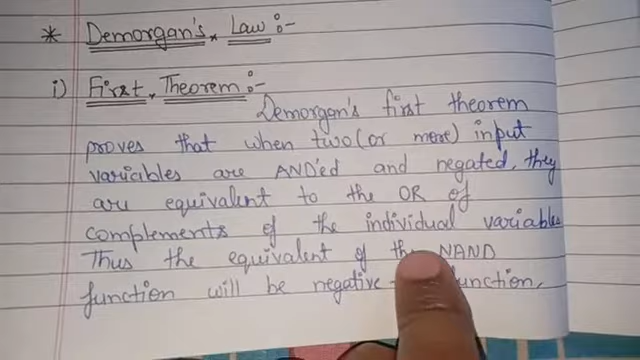 * Demorgan's Law :-
i) First Theorem :-
Demorgan's first theorem
proves that when two (or more) input
variables are AND'ed and negated, they
are equivalent to the OR of
complements of the individual variables
Thus the equivalent of the NAND
function will be negative function.